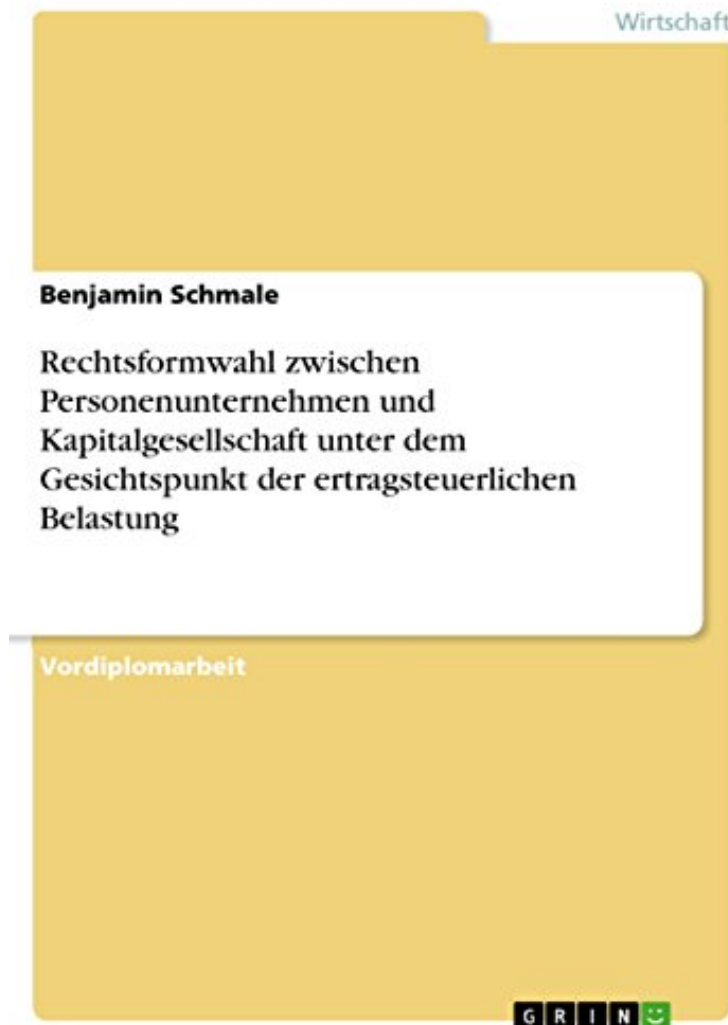 Wirtschaft
Benjamin Schmale
Rechtsformwahl zwischen
Personenunternehmen und
Kapitalgesellschaft unter dem
Gesichtspunkt der ertragsteuerlichen
Belastung
Vordiplomarbeit
GRIN